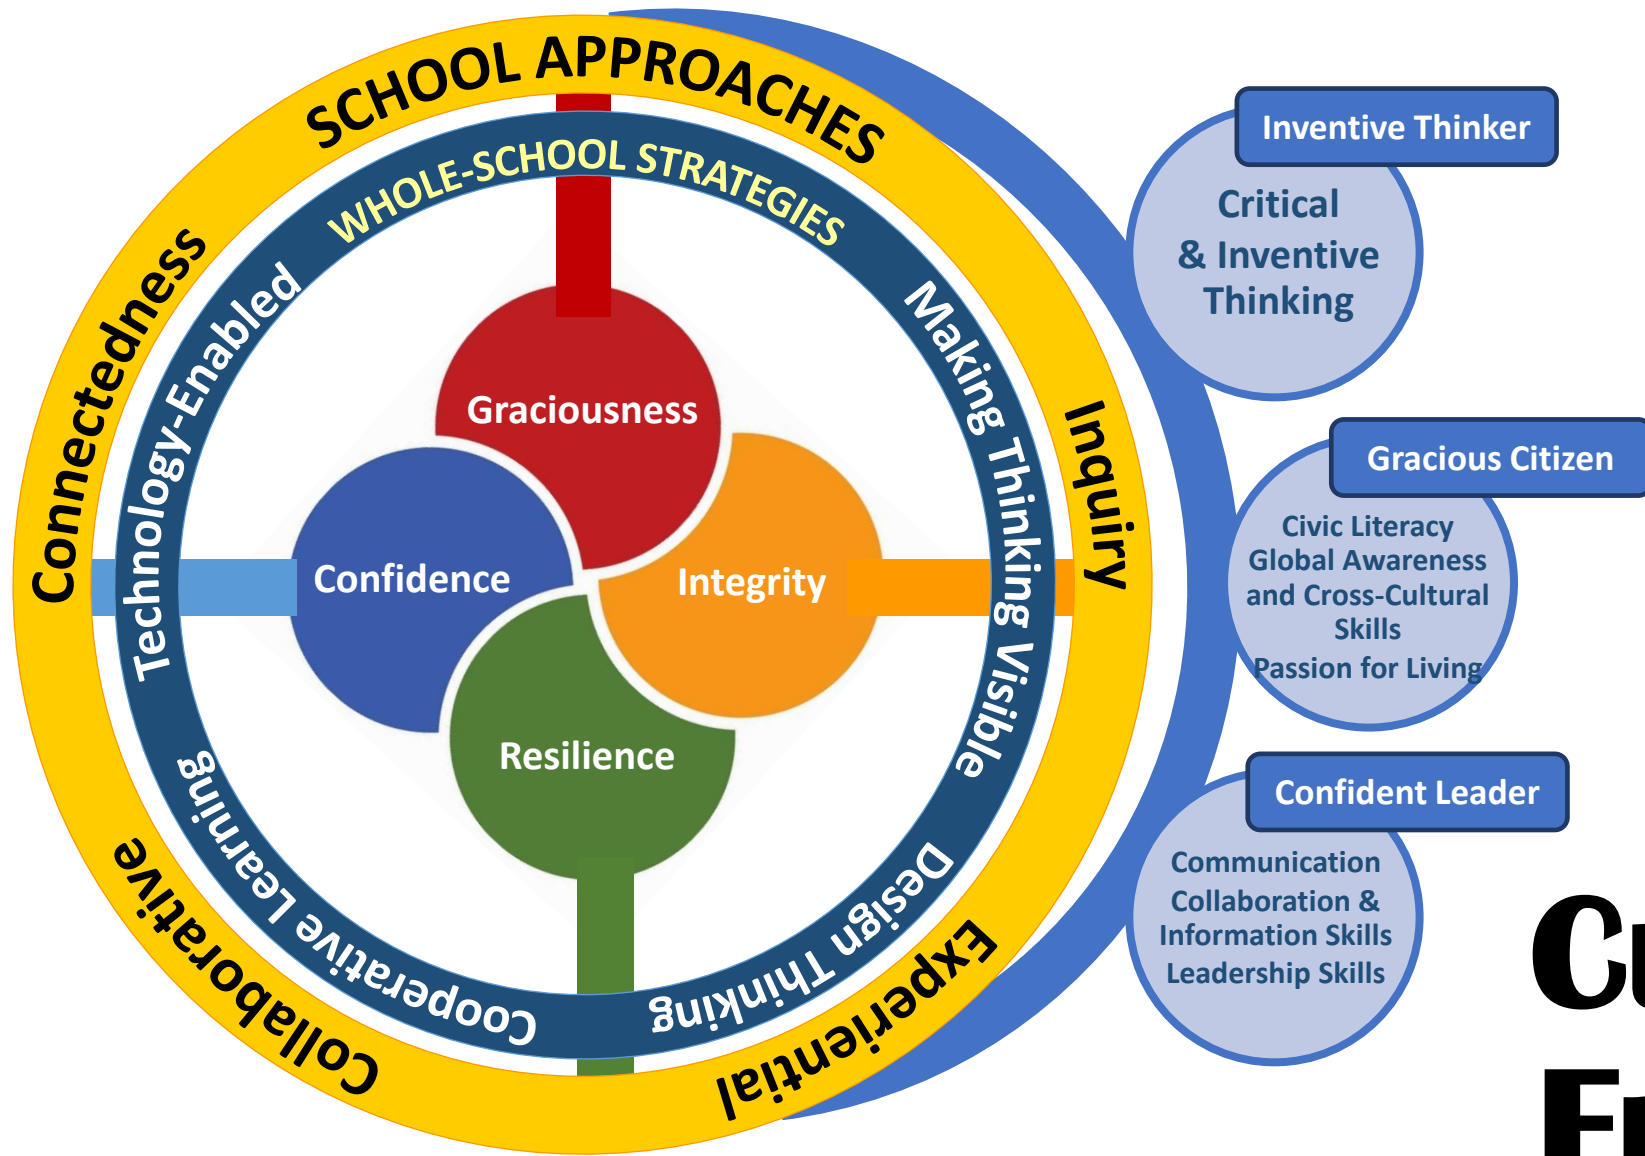 SCHOOL APPROACHES
Connectedness
Inquiry
Collaborative
Experiential
WHOLE-SCHOOL STRATEGIES
Technology-Enabled
Making Thinking Visible
Cooperative Learning
Design Thinking
Graciousness
Confidence
Integrity
Resilience
Inventive Thinker
Critical
& Inventive
Thinking
Gracious Citizen
Civic Literacy
Global Awareness
and Cross-Cultural
Skills
Passion for Living
Confident Leader
Communication
Collaboration &
Information Skills
Leadership Skills